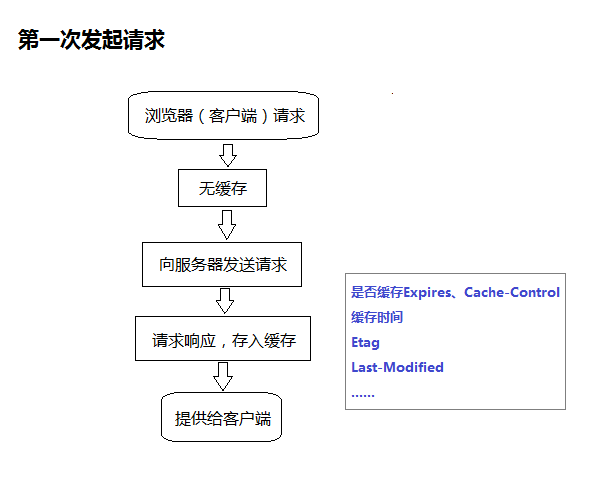 第一次发起请求
浏览器（客户端）请求
无缓存
向服务器发送请求
请求响应，存入缓存
提供给客户端
是否缓存Expires、Cache-Control
缓存时间
Etag
Last-Modified
......